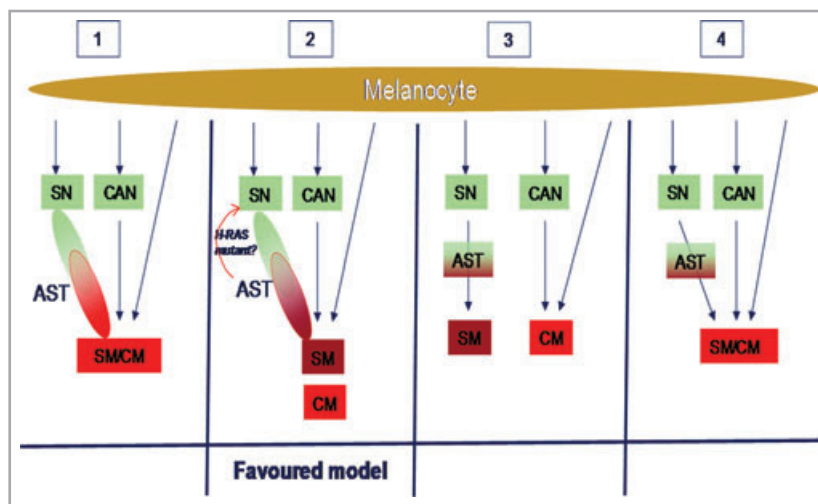 1
2
3
4
Melanocyte
SN
CAN
AST
SM/CM
SN
CAN
H-RAS
mutant?
AST
SM
CM
SN
CAN
AST
SM
CM
SN
CAN
AST
SM/CM
Favoured model